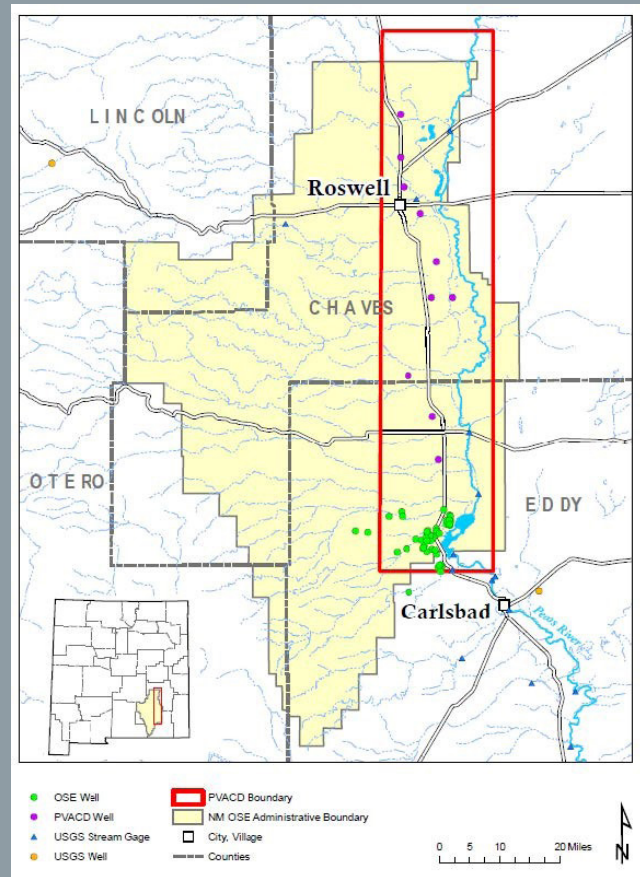 LINCOLN
Roswell
CHAVES
OTERO
EDDY
Carlsbad
Pecos River
OSE Well
PVACD Well
USGS Stream Gage
USGS Well
PVACD Boundary
NM OSE Administrative Boundary
City, Village
Counties
0 5 10 20 Miles
N